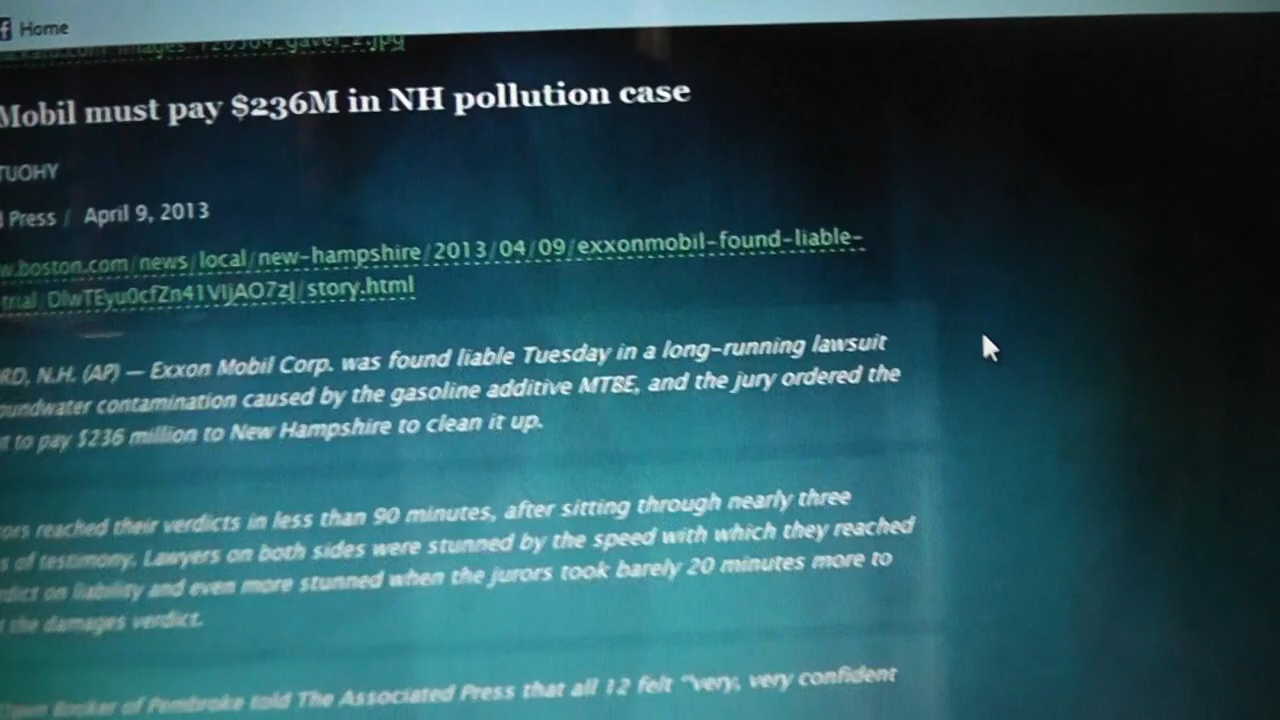 Home
Mobil must pay $236M in NH pollution case
TUOHY
Press / April 9, 2013
w.boston.com/news/local/new-hampshire/2013/04/09/exxonmobil-found-liable-
trial/DlwTEyu0cfZn41VljAO7zJ/story.html
RD, N.H. (AP) — Exxon Mobil Corp. was found liable Tuesday in a long-running lawsuit
oundwater contamination caused by the gasoline additive MTBE, and the jury ordered the
t to pay $236 million to New Hampshire to clean it up.
ors reached their verdicts in less than 90 minutes, after sitting through nearly three
s of testimony. Lawyers on both sides were stunned by the speed with which they reached
rdict on liability and even more stunned when the jurors took barely 20 minutes more to
the damages verdict.
of Pembroke told The Associated Press that all 12 felt "very, very confident